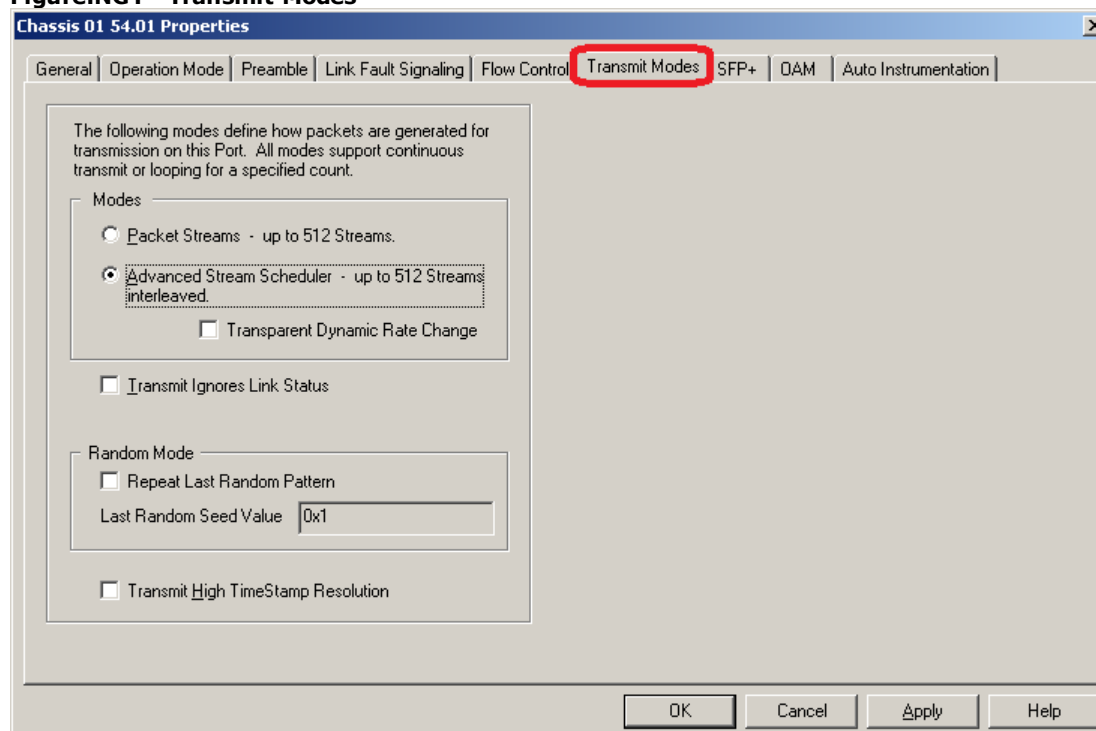 Chassis 01 54.01 Properties
General Operation Mode Preamble Link Fault Signaling Flow Control Transmit Modes SFP+ OAM Auto Instrumentation
The following modes define how packets are generated for
transmission on this Port. All modes support continuous
transmit or looping for a specified count.
Modes
Packet Streams - up to 512 Streams.
Advanced Stream Scheduler - up to 512 Streams
interleaved.
Transparent Dynamic Rate Change
Transmit Ignores Link Status
Random Mode
Repeat Last Random Pattern
Last Random Seed Value 0x1
Transmit High TimeStamp Resolution
OK Cancel Apply Help